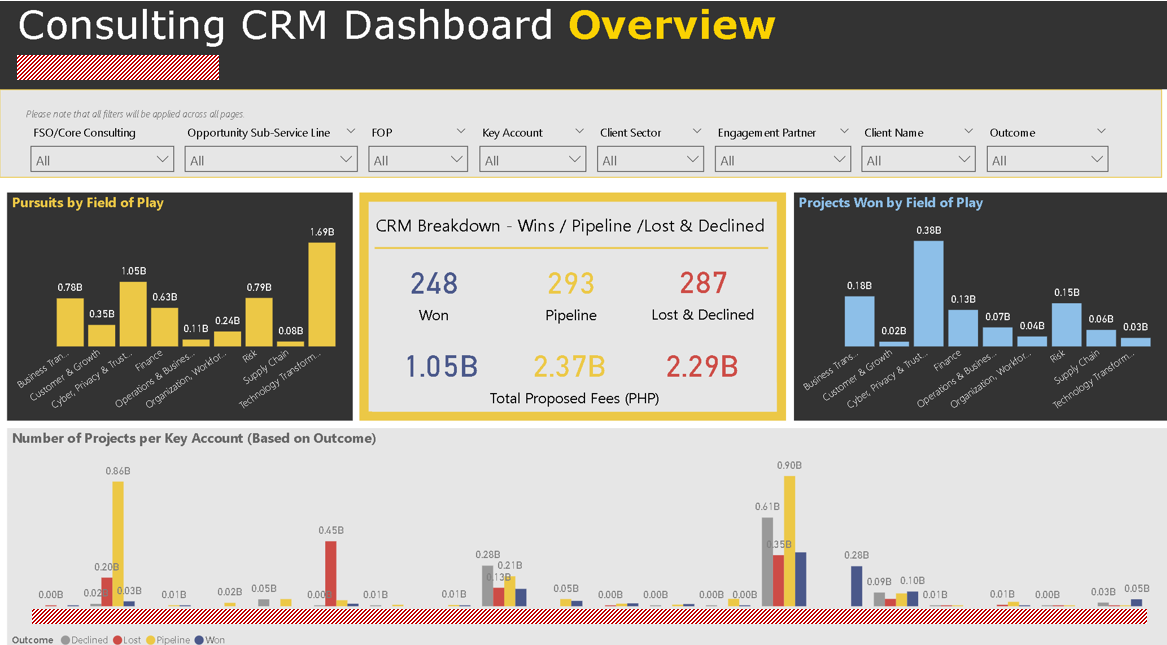 Consulting CRM Dashboard Overview
Please note that all filters will be applied across all pages.
FSO/Core Consulting Opportunity Sub-Service Line FOP Key Account Client Sector Engagement Partner Client Name Outcome
All All All All All All All All
Pursuits by Field of Play
1.69B
1.05B
0.78B 0.79B
0.63B
0.35B
0.24B
0.11B 0.08B
Business Tran...
Customer & Growth
Cyber, Privacy & Trust...
Finance
Operations & Busines...
Organization, Workfor...
Risk
Supply Chain
Technology Transform...
CRM Breakdown - Wins / Pipeline /Lost & Declined
248 293 287
Won Pipeline Lost & Declined
1.05B 2.37B 2.29B
Total Proposed Fees (PHP)
Projects Won by Field of Play
0.38B
0.18B
0.15B
0.13B
0.07B 0.06B
0.04B 0.03B
0.02B
Business Trans...
Customer & Growth
Cyber, Privacy & Trust...
Finance
Operations & Busines...
Organization, Workfor...
Risk
Supply Chain
Technology Transform...
Number of Projects per Key Account (Based on Outcome)
0.90B
0.86B
0.61B
0.45B
0.35B
0.28B 0.28B
0.20B 0.21B
0.13B
0.00B 0.02B 0.03B 0.01B 0.02B 0.05B 0.00B 0.01B 0.01B 0.05B 0.00B 0.00B 0.00B 0.00B 0.09B 0.10B 0.01B 0.01B 0.00B 0.03B 0.05B
Outcome Declined Lost Pipeline Won